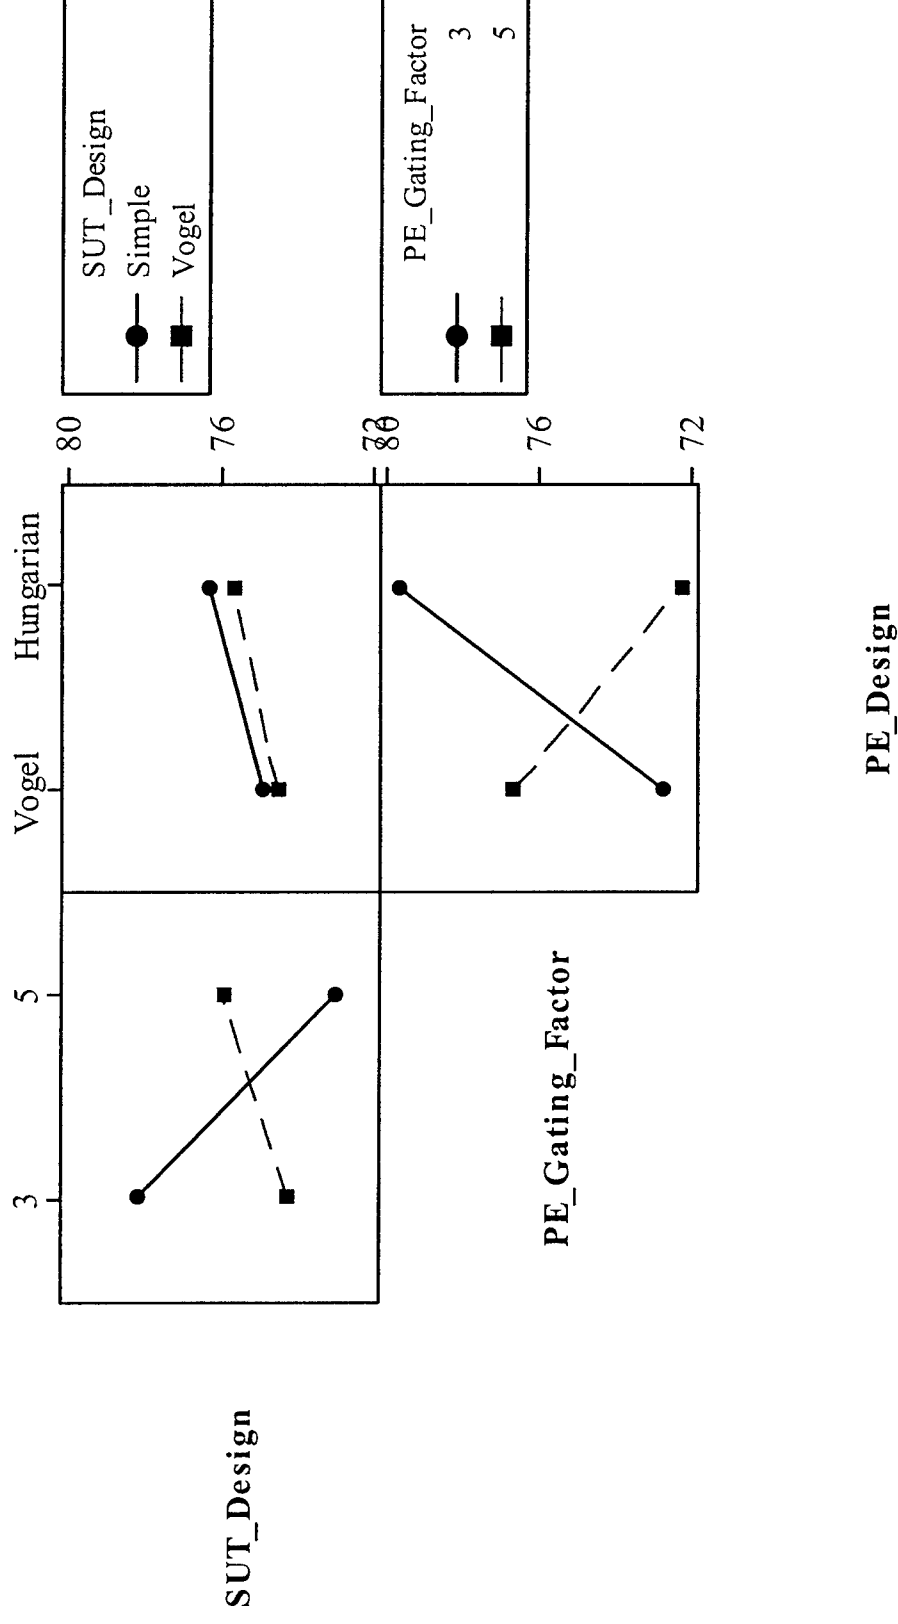 3
5
Vogel
Hungarian
SUT_Design
80
76
72
SUT_Design
Simple
Vogel
PE_Gating_Factor
80
76
72
PE_Gating_Factor
3
5
PE_Design